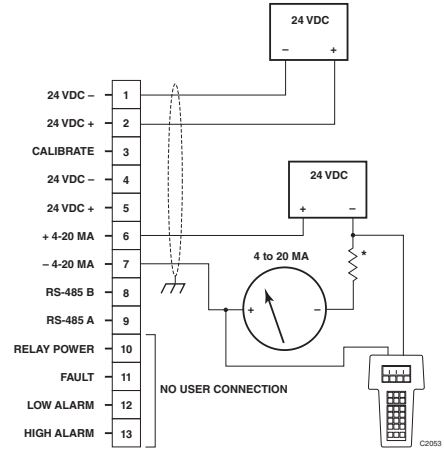 24 VDC
– +
24 VDC – 1
24 VDC + 2
CALIBRATE 3
24 VDC – 4
24 VDC + 5
+ 4-20 MA 6
– 4-20 MA 7
RS-485 B 8
RS-485 A 9
RELAY POWER 10
FAULT 11
LOW ALARM 12
HIGH ALARM 13
NO USER CONNECTION
24 VDC
+ –
4 to 20 MA
*
+ –
C2053